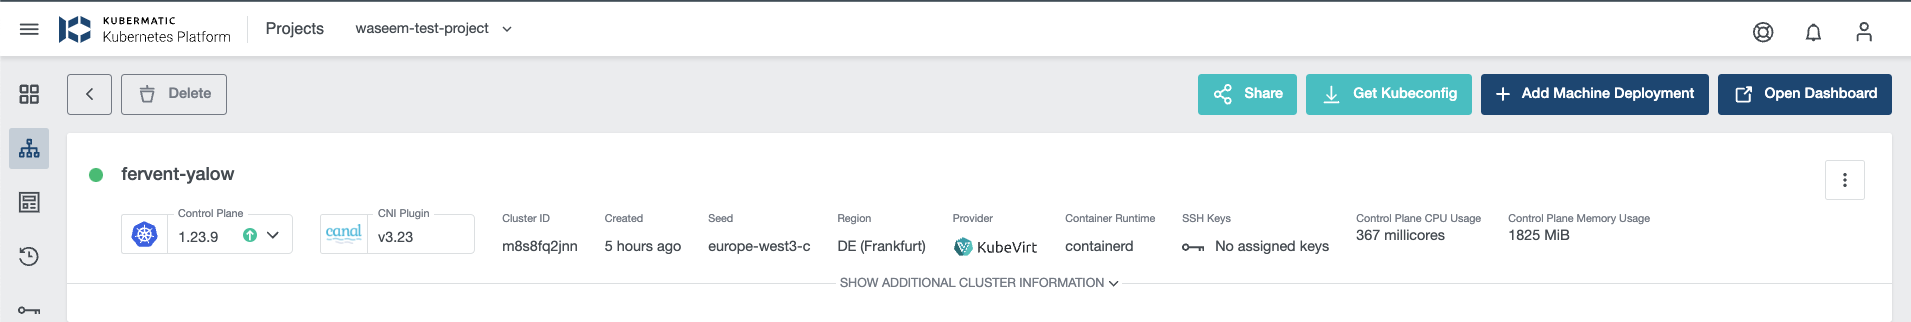 KUBERMATIC
Kubernetes Platform
Projects
waseem-test-project
Delete
Share
Get Kubeconfig
Add Machine Deployment
Open Dashboard
fervent-yalow
Control Plane
1.23.9
CNI Plugin
canal
v3.23
Cluster ID
m8s8fq2jnn
Created
5 hours ago
Seed
europe-west3-c
Region
DE (Frankfurt)
Provider
KubeVirt
Container Runtime
containerd
SSH Keys
No assigned keys
Control Plane CPU Usage
367 millicores
Control Plane Memory Usage
1825 MiB
SHOW ADDITIONAL CLUSTER INFORMATION